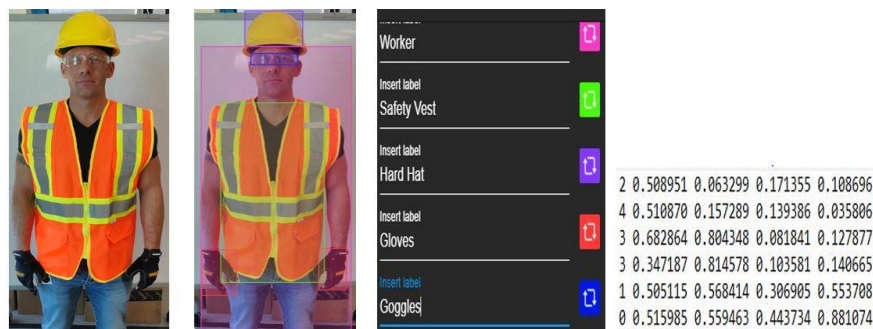 Insert label
Worker
Insert label
Safety Vest
Insert label
Hard Hat
Insert label
Gloves
Insert label
Goggles
2 0.508951 0.063299 0.171355 0.108696
4 0.510870 0.157289 0.139386 0.035806
3 0.682864 0.804348 0.081841 0.127877
3 0.347187 0.814578 0.103581 0.140665
1 0.505115 0.568414 0.306905 0.553708
0 0.515985 0.559463 0.443734 0.881074